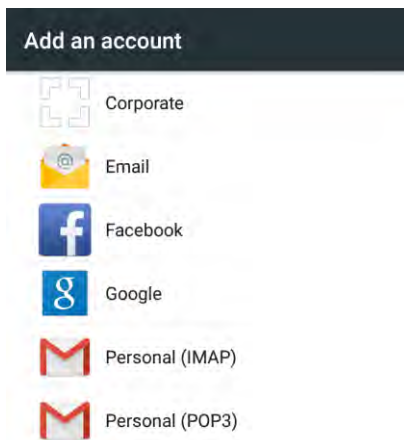 Add an account
Corporate
@
Email
f
Facebook
g
Google
Personal (IMAP)
Personal (POP3)